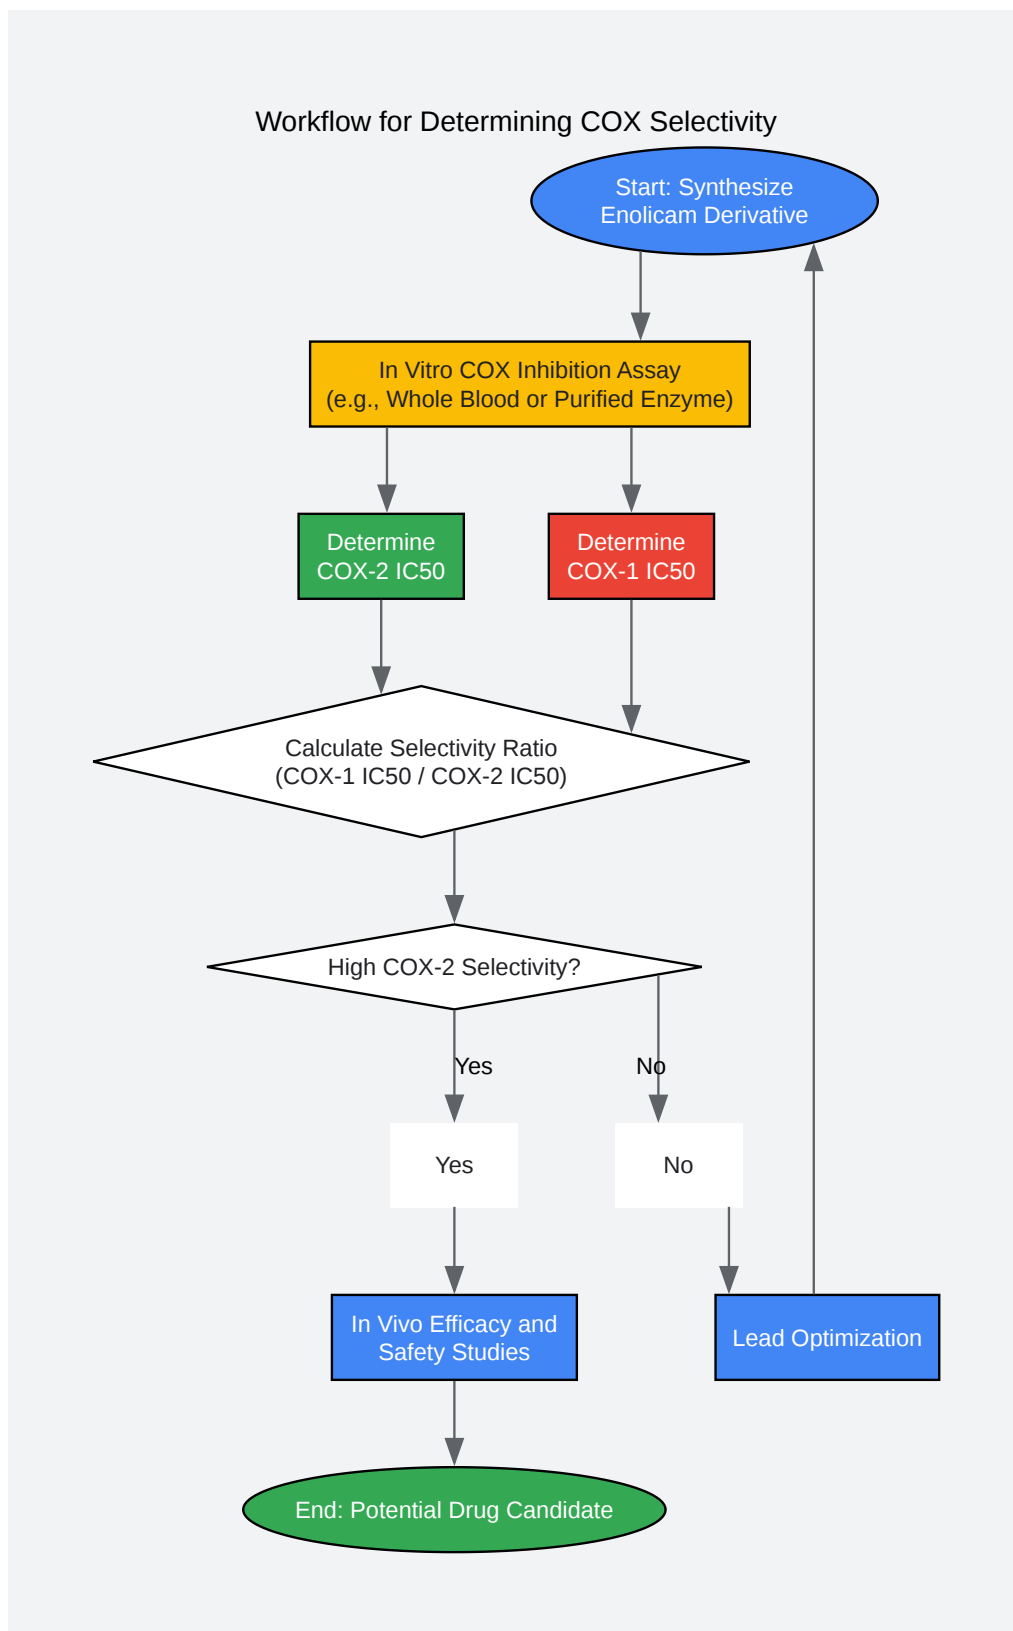 Workflow for Determining COX Selectivity
Start: Synthesize
Enolicam Derivative
In Vitro COX Inhibition Assay
(e.g., Whole Blood or Purified Enzyme)
Determine
COX-2 IC50
Determine
COX-1 IC50
Calculate Selectivity Ratio
(COX-1 IC50 / COX-2 IC50)
High COX-2 Selectivity?
Yes
No
Yes
No
In Vivo Efficacy and
Safety Studies
Lead Optimization
End: Potential Drug Candidate